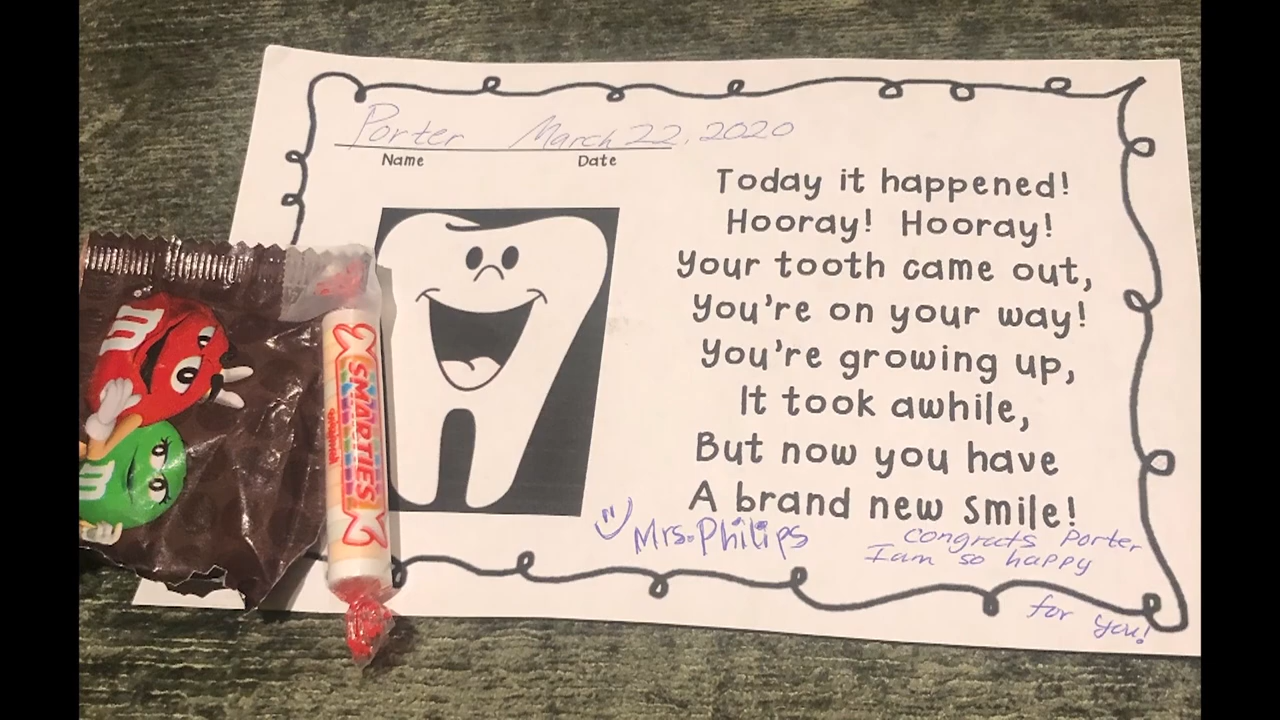 Porter March 22, 2020
Name Date
Today it happened!
Hooray! Hooray!
Your tooth came out,
You're on your way!
You're growing up,
It took awhile,
But now you have
A brand new smile!
Mrs. Philips
congrats Porter
I am so happy
for you!
m
m
SMARTIES
Original